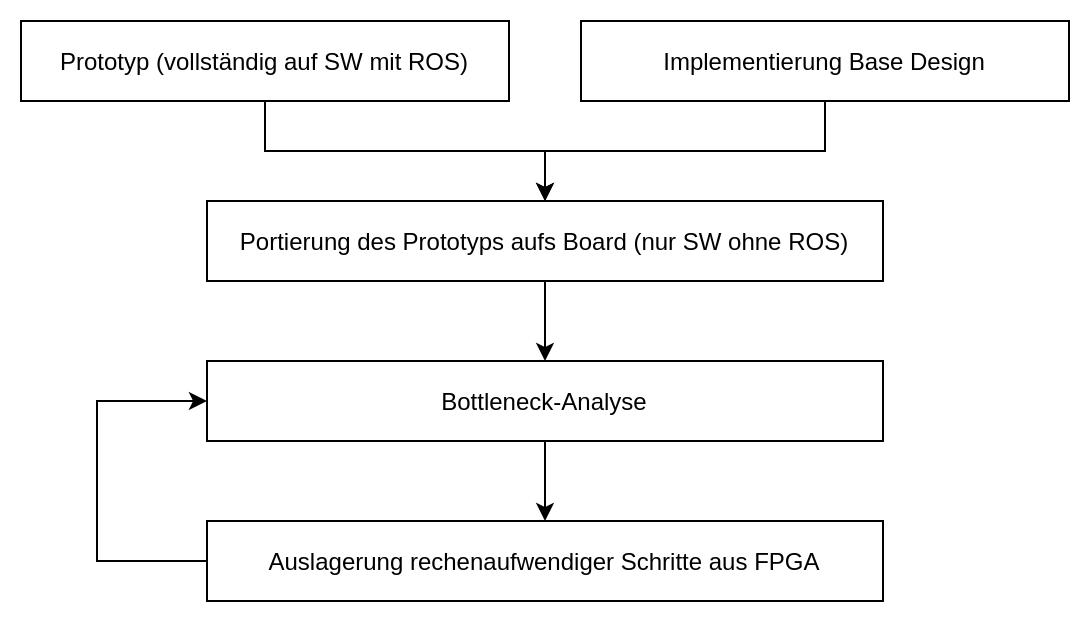 Prototyp (vollständig auf SW mit ROS)
Implementierung Base Design
Portierung des Prototyps aufs Board (nur SW ohne ROS)
Bottleneck-Analyse
Auslagerung rechenaufwendiger Schritte aus FPGA